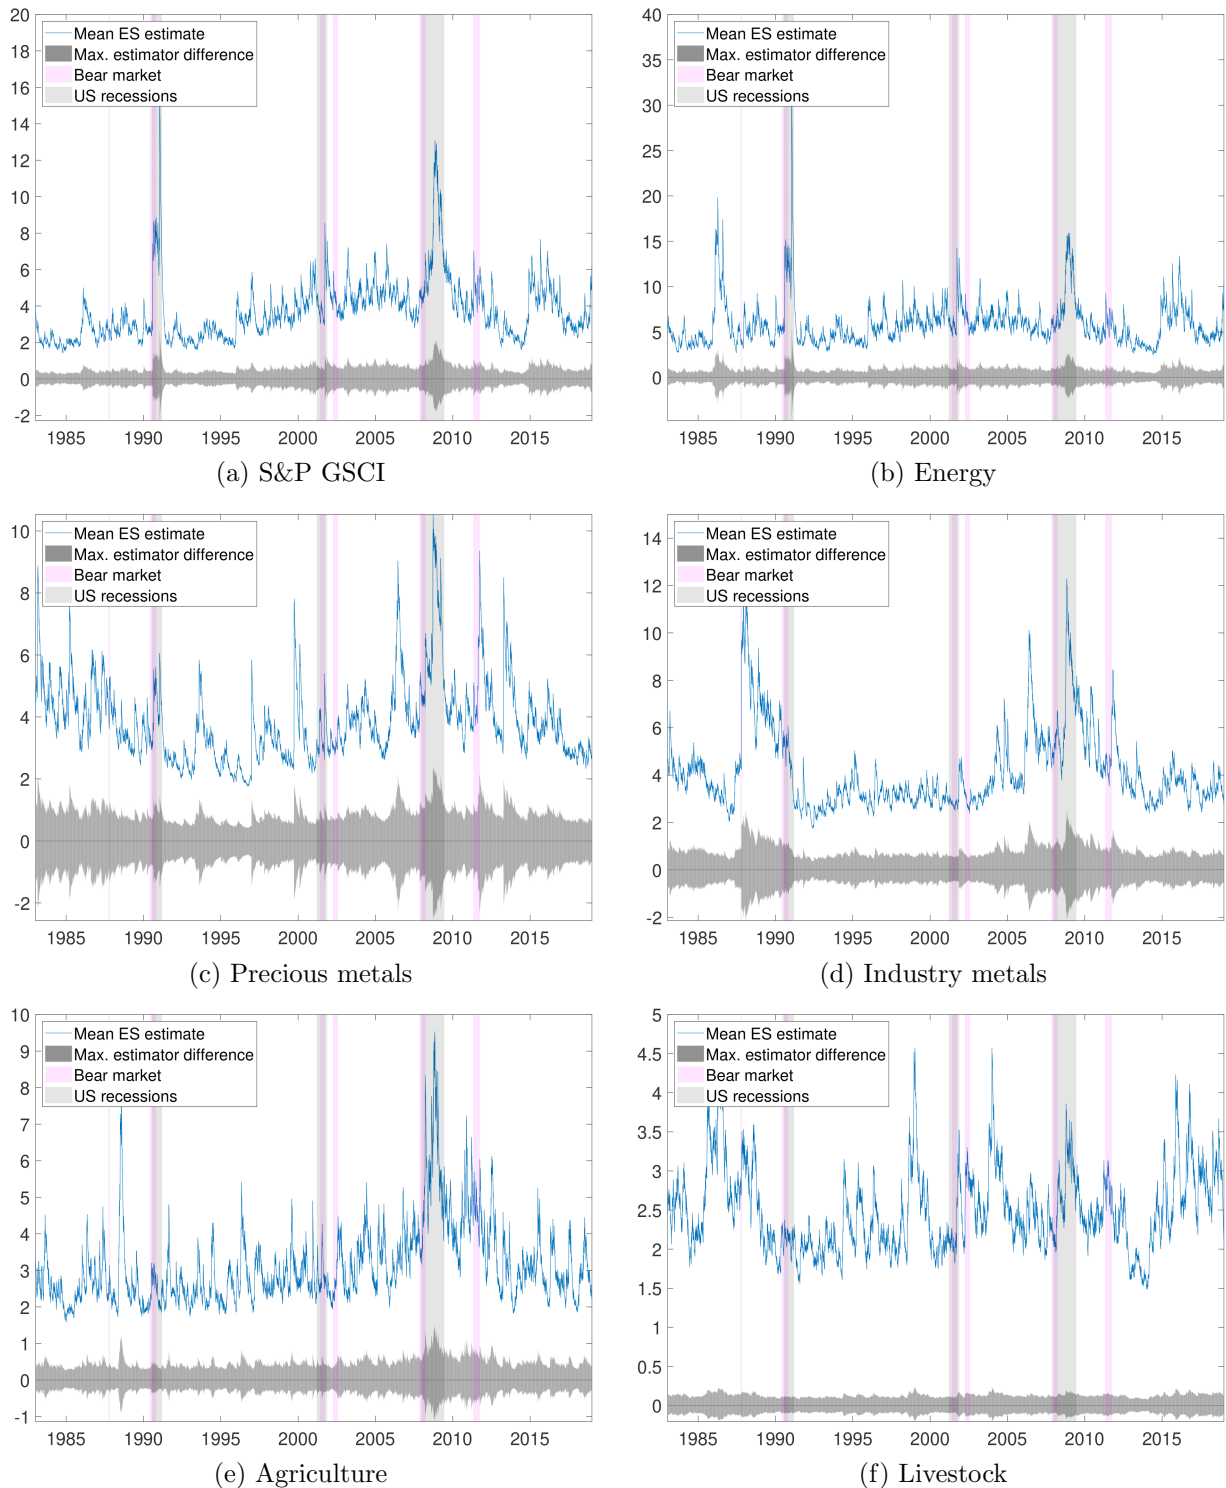 20
18
16
14
12
10
8
6
4
2
0
-2
Mean ES estimate
Max. estimator difference
Bear market
US recessions
1985 1990 1995 2000 2005 2010 2015
(a) S&P GSCI
40
35
30
25
20
15
10
5
0
Mean ES estimate
Max. estimator difference
Bear market
US recessions
1985 1990 1995 2000 2005 2010 2015
(b) Energy
10
8
6
4
2
0
-2
Mean ES estimate
Max. estimator difference
Bear market
US recessions
1985 1990 1995 2000 2005 2010 2015
(c) Precious metals
14
12
10
8
6
4
2
0
-2
Mean ES estimate
Max. estimator difference
Bear market
US recessions
1985 1990 1995 2000 2005 2010 2015
(d) Industry metals
10
9
8
7
6
5
4
3
2
1
0
-1
Mean ES estimate
Max. estimator difference
Bear market
US recessions
1985 1990 1995 2000 2005 2010 2015
(e) Agriculture
5
4.5
4
3.5
3
2.5
2
1.5
1
0.5
0
Mean ES estimate
Max. estimator difference
Bear market
US recessions
1985 1990 1995 2000 2005 2010 2015
(f) Livestock